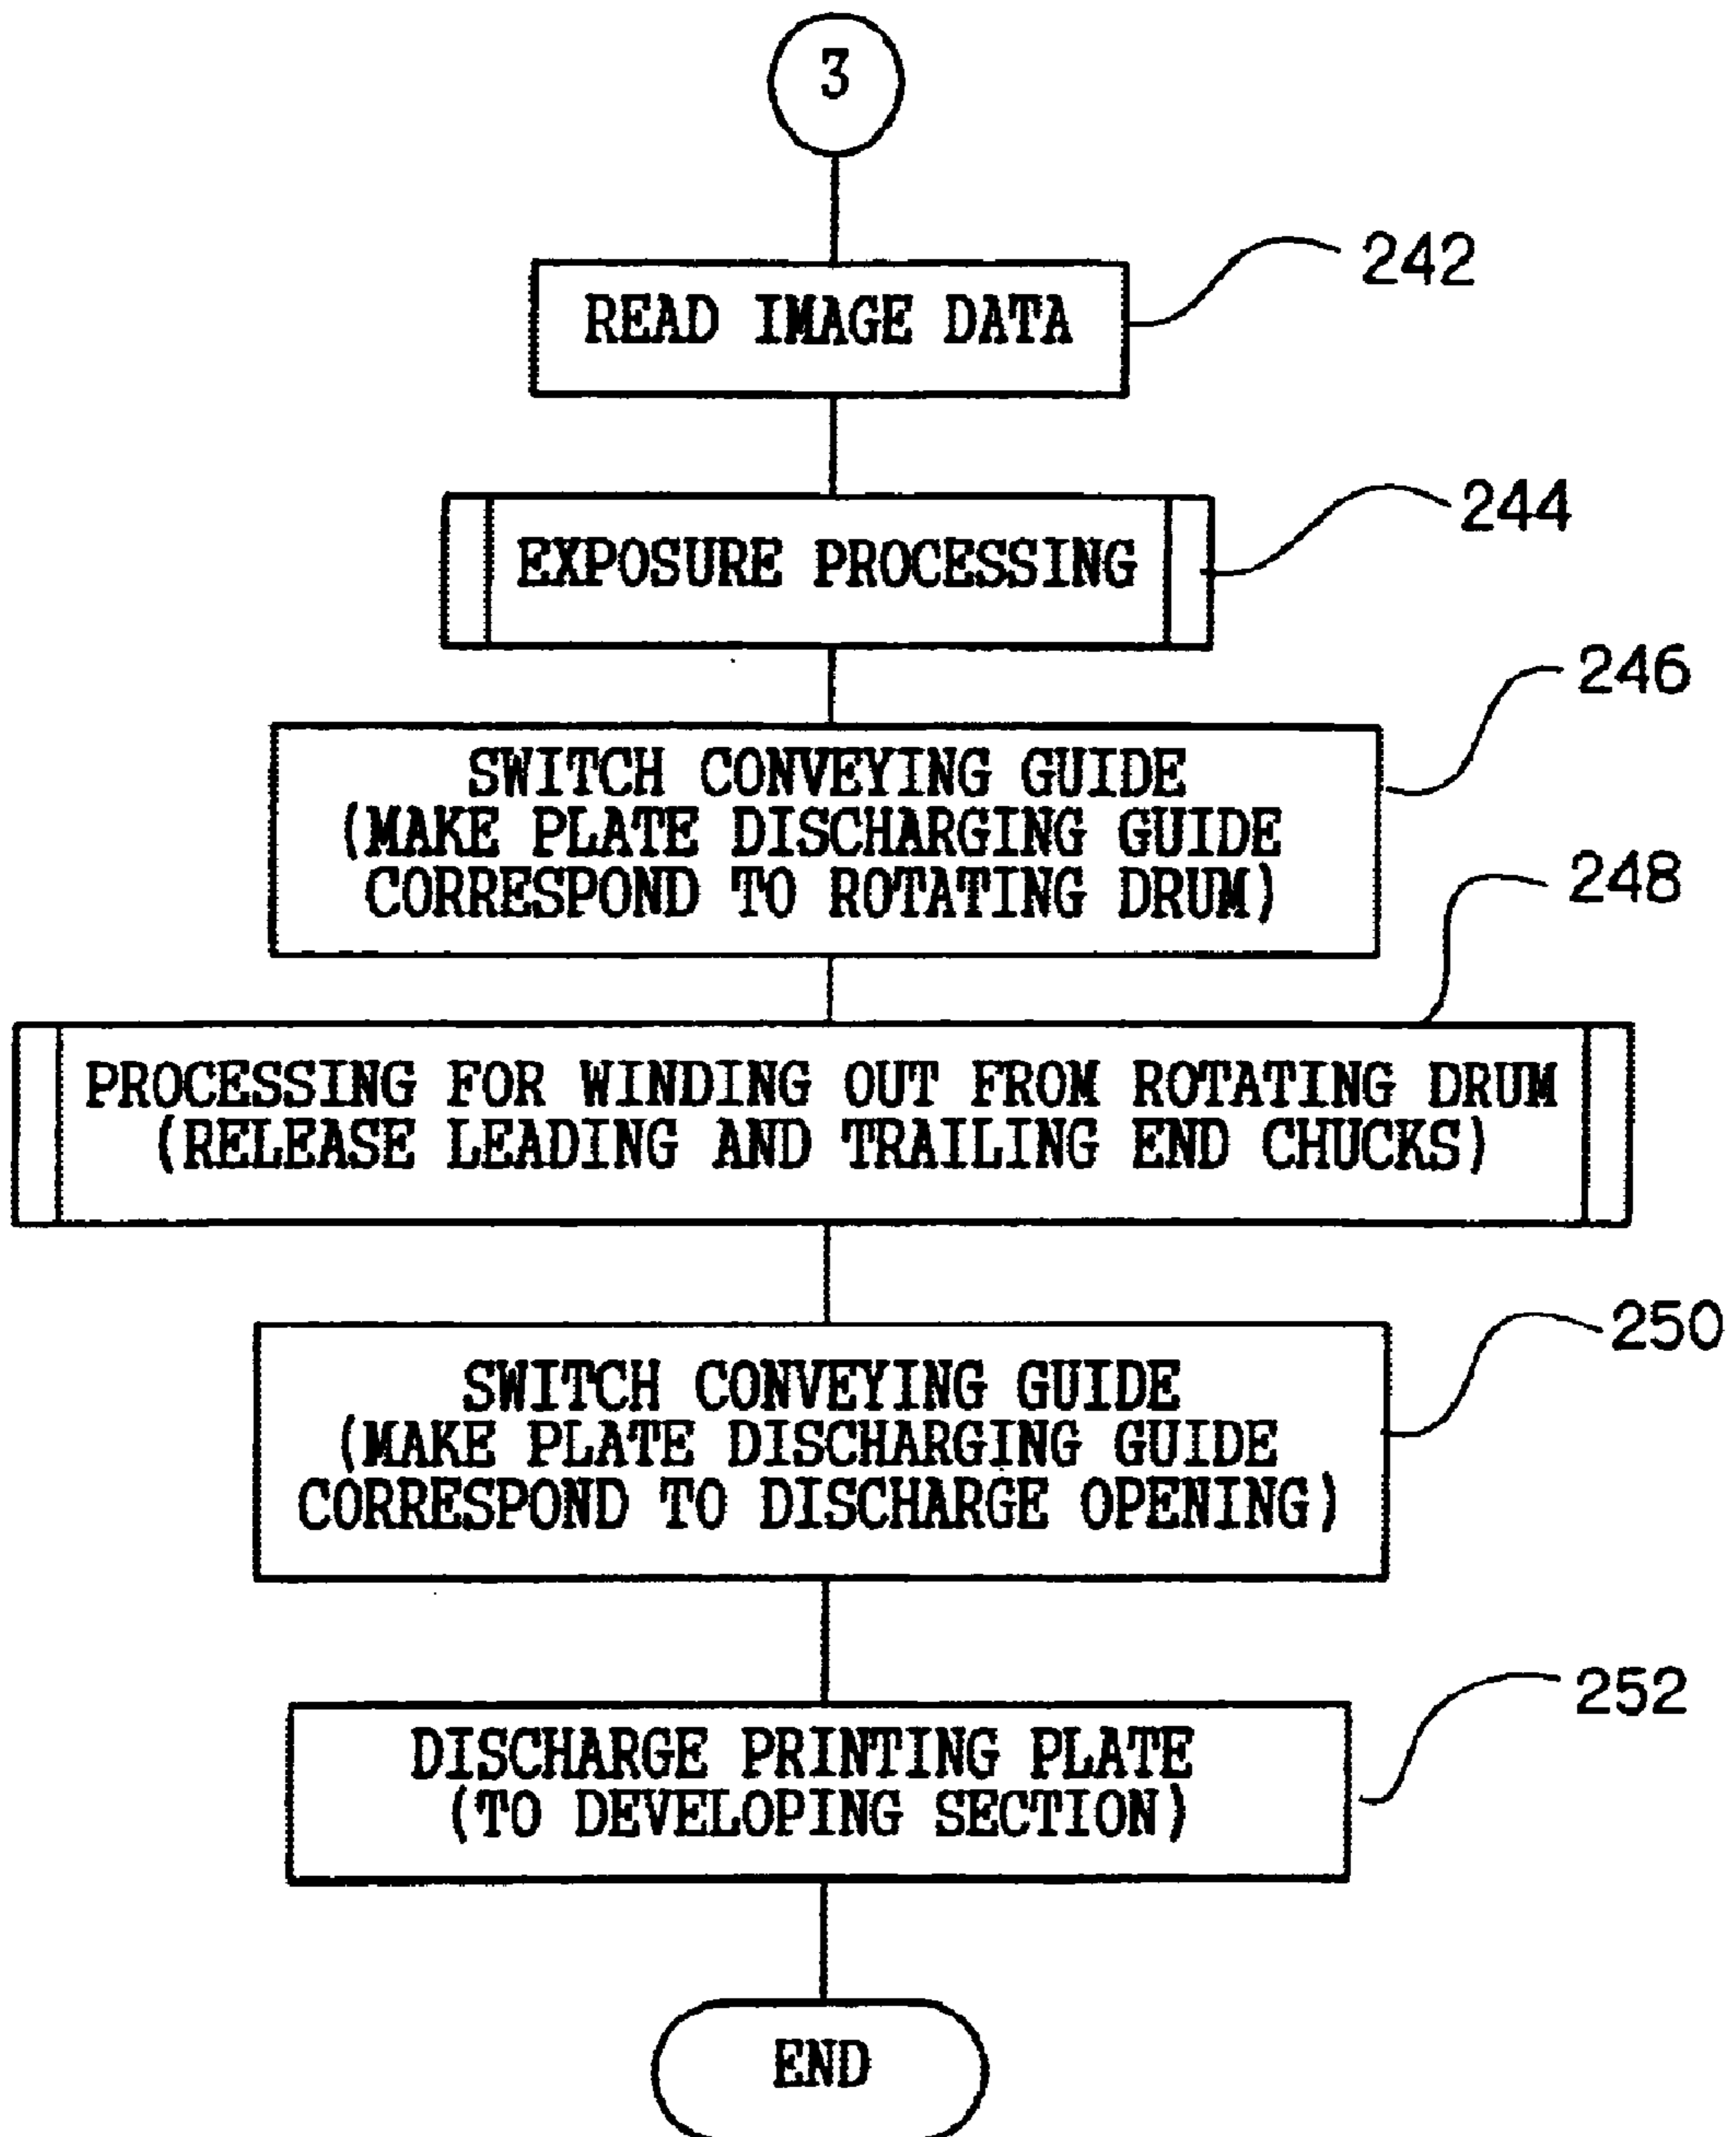 3
READ IMAGE DATA
242
EXPOSURE PROCESSING
244
SWITCH CONVEYING GUIDE
(MAKE PLATE DISCHARGING GUIDE
CORRESPOND TO ROTATING DRUM)
246
PROCESSING FOR WINDING OUT FROM ROTATING DRUM
(RELEASE LEADING AND TRAILING END CHUCKS)
248
SWITCH CONVEYING GUIDE
(MAKE PLATE DISCHARGING GUIDE
CORRESPOND TO DISCHARGE OPENING)
250
DISCHARGE PRINTING PLATE
(TO DEVELOPING SECTION)
252
END